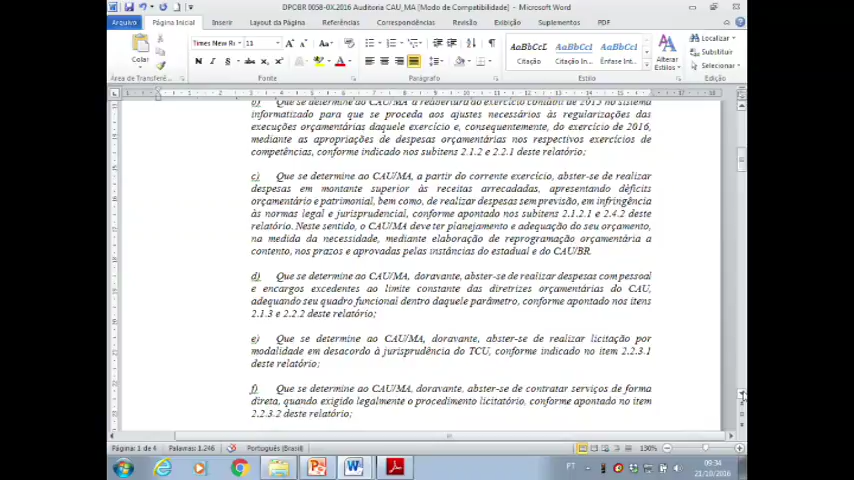 DPOBR 0058-0X.2016 Auditoria CAU_MA [Modo de Compatibilidade] - Microsoft Word
Arquivo Página Inicial Inserir Layout da Página Referências Correspondências Revisão Exibição Suplementos PDF
Colar
Times New Ro 11
N I S abc
AaBbCcL AaBbCcI AaBbCcI
Citação Citação In... Ênfase Int...
Alterar Estilos
Localizar
Substituir
Selecionar
Área de Transferê... Fonte Parágrafo Estilo Edição
b) Que se determine ao CAU/MA a reabertura do exercício contábil de 2015 no sistema
informatizado para que se proceda aos ajustes necessários às regularizações das
execuções orçamentárias daquele exercício e, consequentemente, do exercício de 2016,
mediante as apropriações de despesas orçamentárias nos respectivos exercícios de
competências, conforme indicado nos subitens 2.1.2 e 2.2.1 deste relatório;
c) Que se determine ao CAU/MA, a partir do corrente exercício, abster-se de realizar
despesas em montante superior às receitas arrecadadas, apresentando déficits
orçamentário e patrimonial, bem como, de realizar despesas sem previsão, em infringência
às normas legal e jurisprudencial, conforme apontado nos subitens 2.1.2.1 e 2.4.2 deste
relatório. Neste sentido, o CAU/MA deve ter planejamento e adequação do seu orçamento,
na medida da necessidade, mediante elaboração de reprogramação orçamentária a
contento, nos prazos e aprovadas pelas instâncias do estadual e do CAU/BR.
d) Que se determine ao CAU/MA, doravante, abster-se de realizar despesas com pessoal
e encargos excedentes ao limite constante das diretrizes orçamentárias do CAU,
adequando seu quadro funcional dentro daquele parâmetro, conforme apontado nos itens
2.1.3 e 2.2.2 deste relatório;
e) Que se determine ao CAU/MA, doravante, abster-se de realizar licitação por
modalidade em desacordo à jurisprudência do TCU, conforme indicado no item 2.2.3.1
deste relatório;
f) Que se determine ao CAU/MA, doravante, abster-se de contratar serviços de forma
direta, quando exigido legalmente o procedimento licitatório, conforme apontado no item
2.2.3.2 deste relatório;
Página: 1 de 4 Palavras: 1.246 Português (Brasil) 130%
PT 09:34
21/10/2016